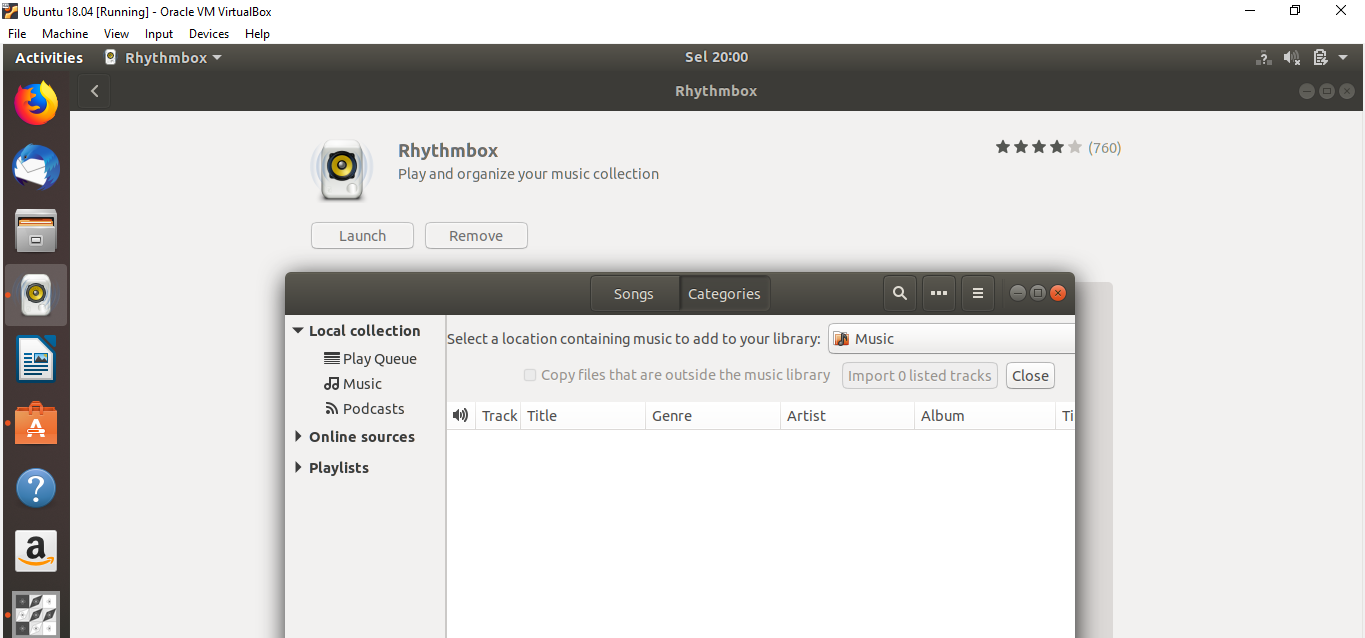 Ubuntu 18.04 [Running] - Oracle VM VirtualBox
File Machine View Input Devices Help
Activities Rhythmbox Sel 20:00
Rhythmbox
Rhythmbox (760)
Play and organize your music collection
Launch Remove
Songs Categories
Local collection
Select a location containing music to add to your library: Music
Play Queue
Copy files that are outside the music library Import 0 listed tracks Close
Music
Podcasts
Track Title Genre Artist Album Ti
Online sources
Playlists